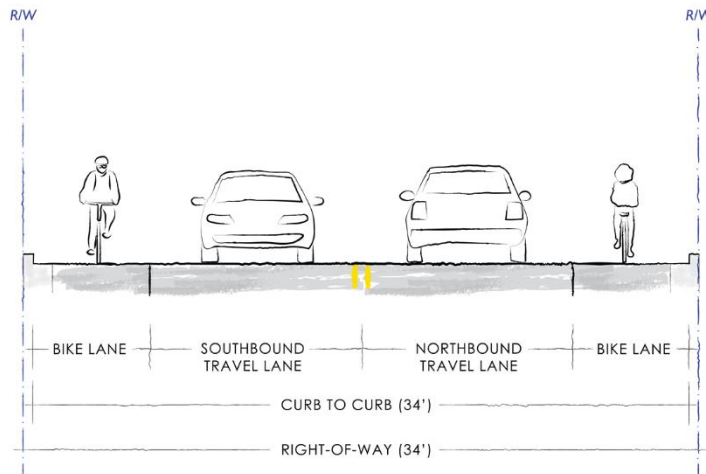 R/W
R/W
BIKE LANE
SOUTHBOUND
TRAVEL LANE
NORTHBOUND
TRAVEL LANE
BIKE LANE
CURB TO CURB (34')
RIGHT-OF-WAY (34')